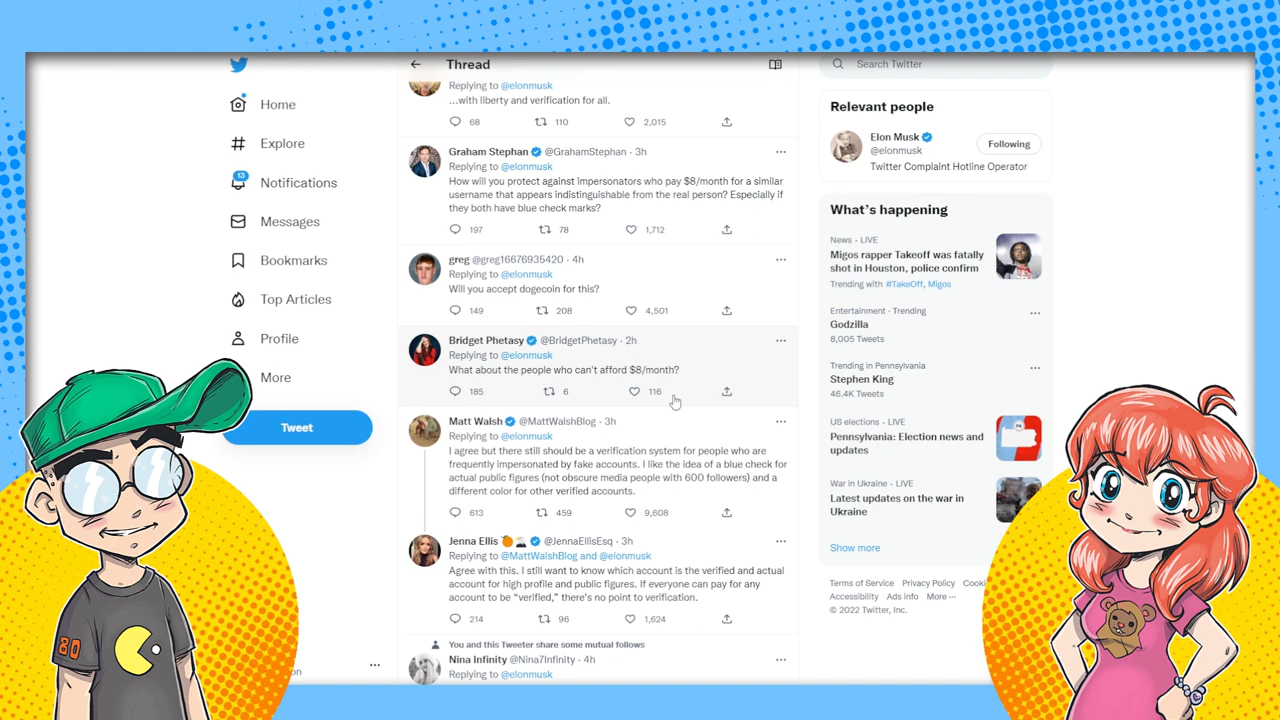 Thread
Search Twitter
Home
Explore
13
Notifications
Messages
Bookmarks
Top Articles
Profile
More
Tweet
Replying to @elonmusk
...with liberty and verification for all.
68 110 2,015
Graham Stephan @GrahamStephan · 3h
Replying to @elonmusk
How will you protect against impersonators who pay $8/month for a similar
username that appears indistinguishable from the real person? Especially if
they both have blue check marks?
197 78 1,712
greg @greg16676935420 · 4h
Replying to @elonmusk
Will you accept dogecoin for this?
149 208 4,501
Bridget Phetasy @BridgetPhetasy · 2h
Replying to @elonmusk
What about the people who can't afford $8/month?
185 6 116
Matt Walsh @MattWalshBlog · 3h
Replying to @elonmusk
I agree but there still should be a verification system for people who are
frequently impersonated by fake accounts. I like the idea of a blue check for
actual public figures (not obscure media people with 600 followers) and a
different color for other verified accounts.
613 459 9,608
Jenna Ellis @JennaEllisEsq · 3h
Replying to @MattWalshBlog and @elonmusk
Agree with this. I still want to know which account is the verified and actual
account for high profile and public figures. If everyone can pay for any
account to be "verified," there's no point to verification.
214 96 1,624
You and this Tweeter share some mutual follows
Nina Infinity @Nina7Infinity · 4h
Replying to @elonmusk
Relevant people
Elon Musk
@elonmusk
Following
Twitter Complaint Hotline Operator
What's happening
News · LIVE
Migos rapper Takeoff was fatally
shot in Houston, police confirm
Trending with #TakeOff, Migos
Entertainment · Trending
Godzilla
8,005 Tweets
Trending in Pennsylvania
Stephen King
46.4K Tweets
US elections · LIVE
Pennsylvania: Election news and
updates
War in Ukraine · LIVE
Latest updates on the war in
Ukraine
Show more
Terms of Service Privacy Policy Cooki
Accessibility Ads info More ···
© 2022 Twitter, Inc.
80
on